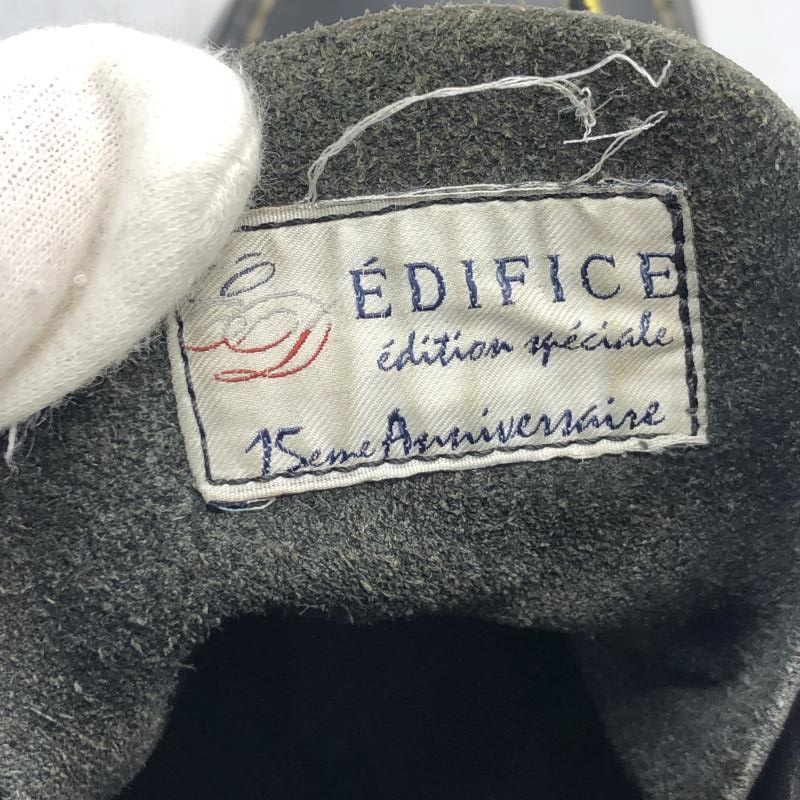 ÉDIFICE
édition spéciale
15eme Anniversaire